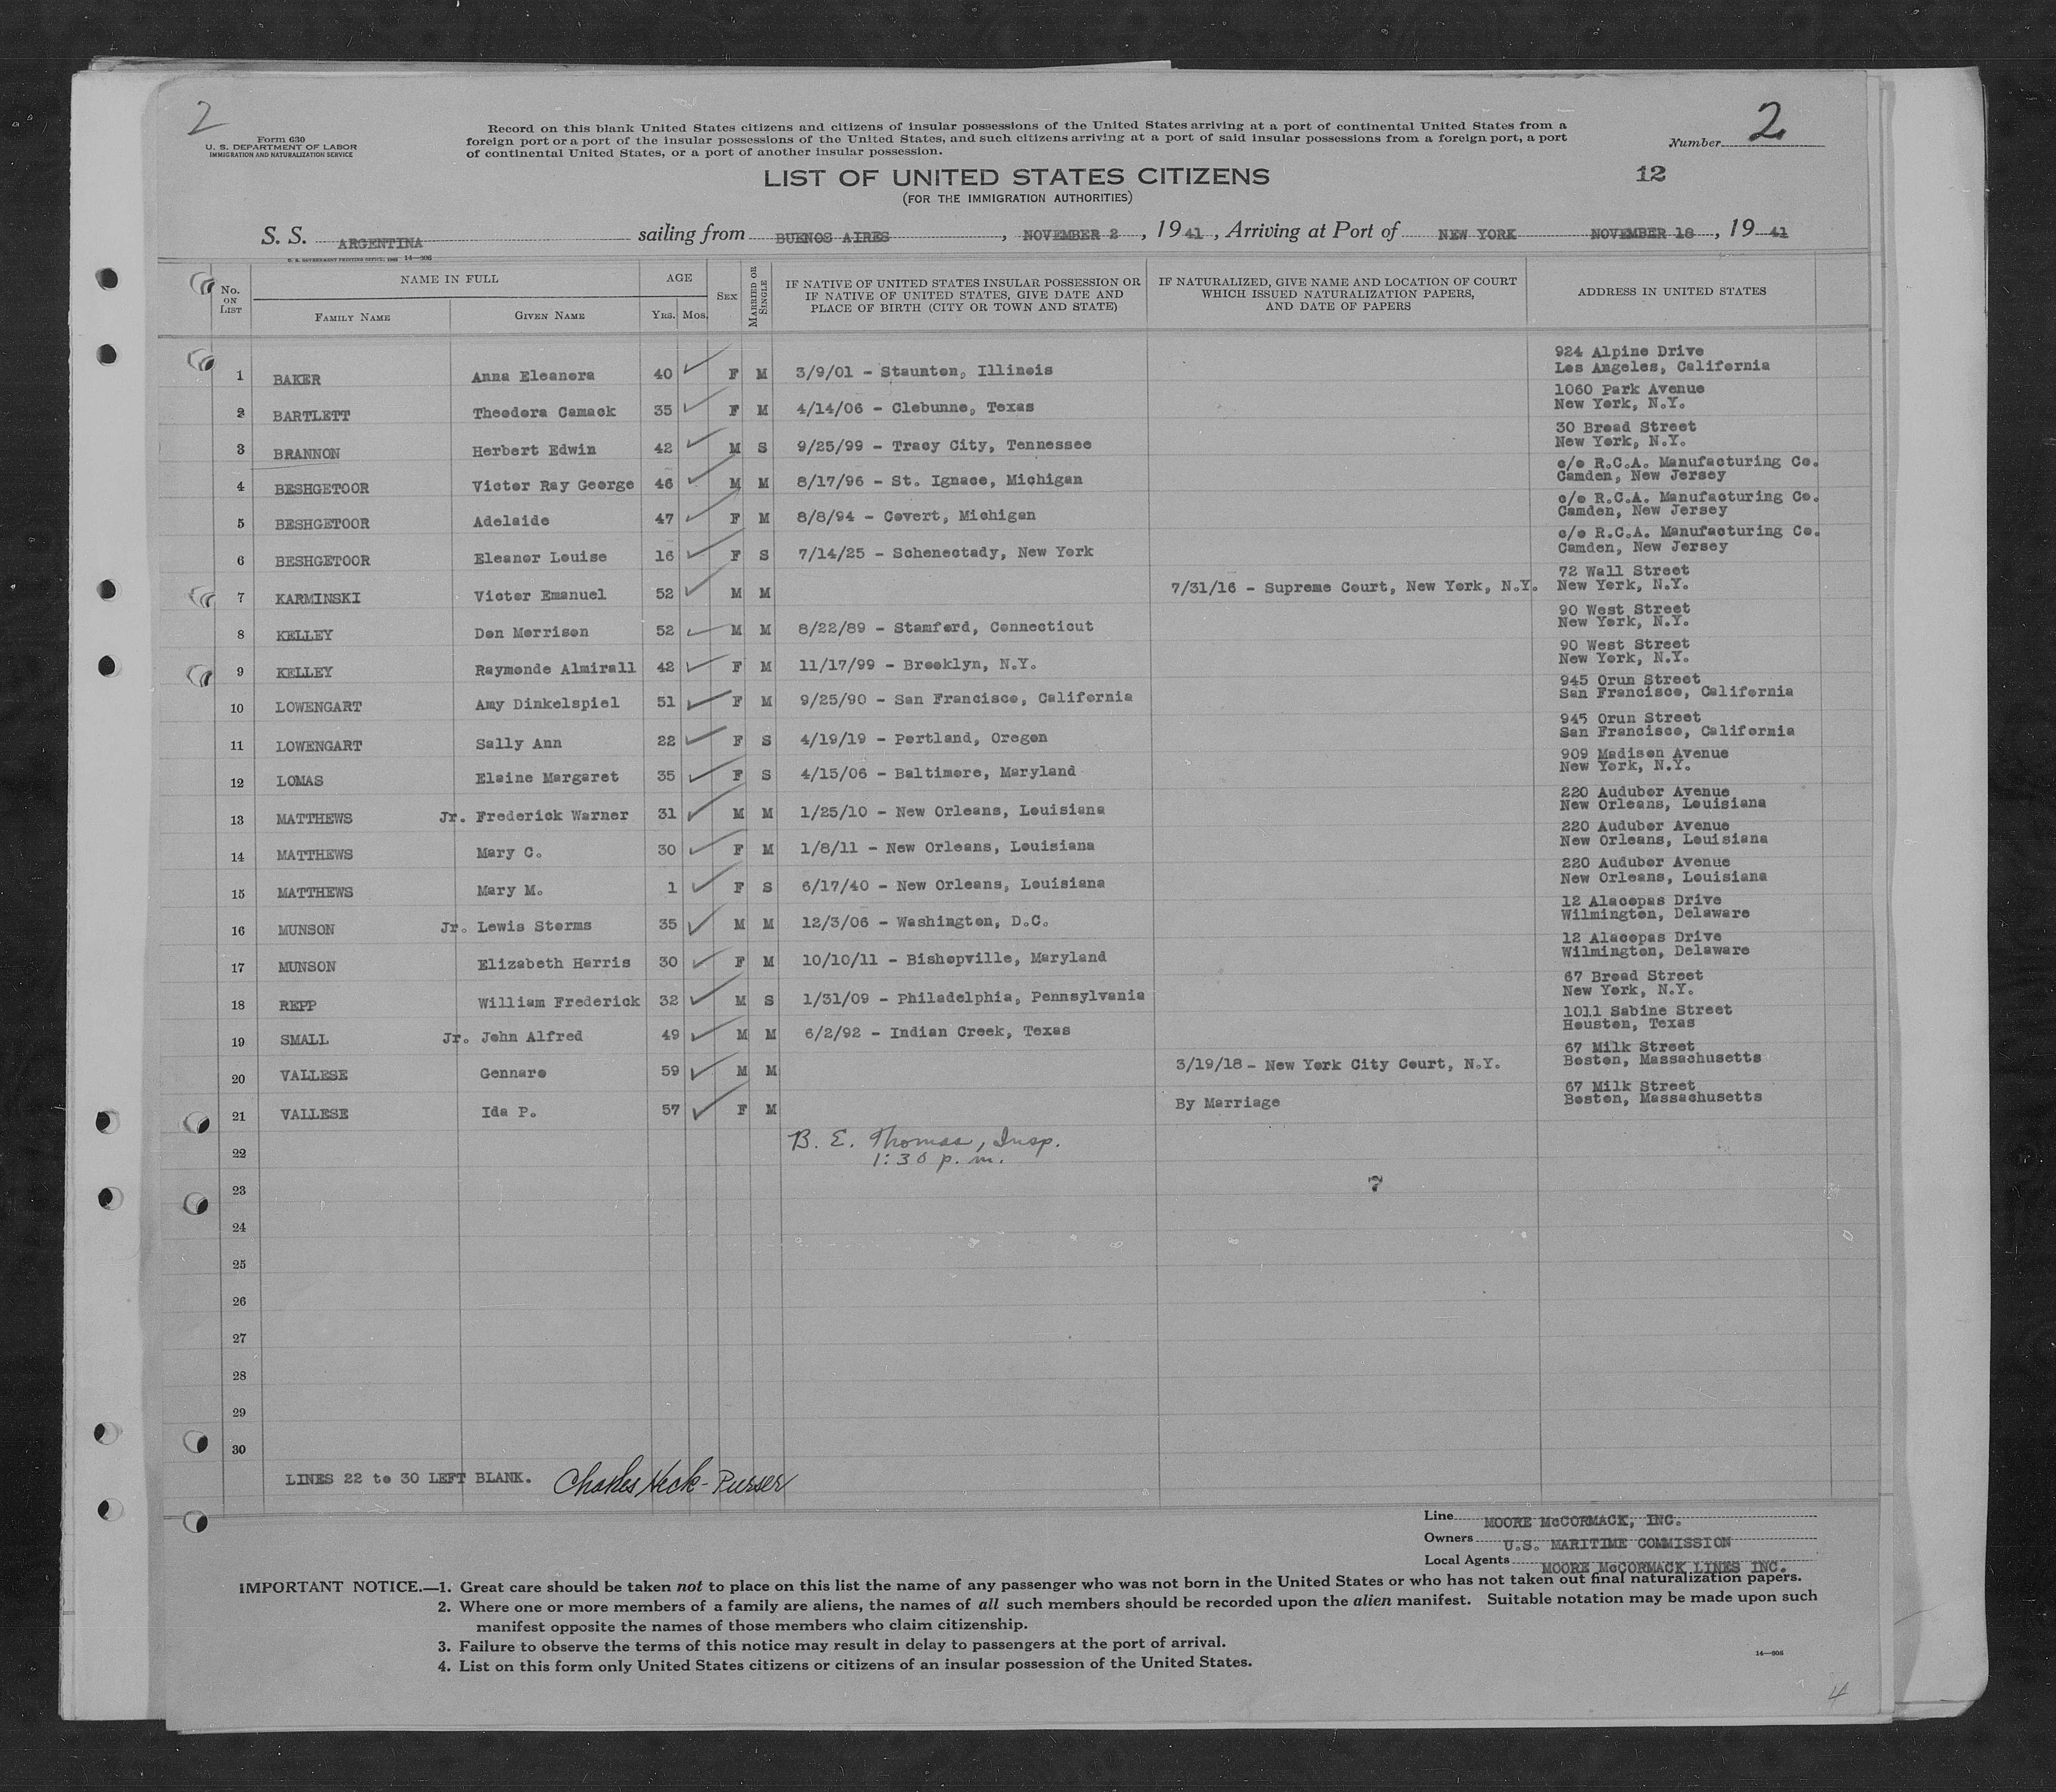 2
Form 630
U. S. DEPARTMENT OF LABOR
IMMIGRATION AND NATURALIZATION SERVICE
Record on this blank United States citizens and citizens of insular possessions of the United States arriving at a port of continental United States from a
foreign port or a port of the insular possessions of the United States, and such citizens arriving at a port of said insular possessions from a foreign port, a port
of continental United States, or a port of another insular possession.
Number 2
12
LIST OF UNITED STATES CITIZENS
(FOR THE IMMIGRATION AUTHORITIES)
S. S. ARGENTINA sailing from BUENOS AIRES, NOVEMBER 2, 1941, Arriving at Port of NEW YORK NOVEMBER 18, 19 41
U. S. GOVERNMENT PRINTING OFFICE: 14—806
No. ON LIST
NAME IN FULL
FAMILY NAME GIVEN NAME
AGE
YRS. MOS.
SEX
MARRIED OR SINGLE
IF NATIVE OF UNITED STATES INSULAR POSSESSION OR
IF NATIVE OF UNITED STATES, GIVE DATE AND
PLACE OF BIRTH (CITY OR TOWN AND STATE)
IF NATURALIZED, GIVE NAME AND LOCATION OF COURT
WHICH ISSUED NATURALIZATION PAPERS,
AND DATE OF PAPERS
ADDRESS IN UNITED STATES
924 Alpine Drive
1 BAKER Anna Eleanora 40 F M 3/9/01 - Staunton, Illinois Los Angeles, California
1060 Park Avenue
2 BARTLETT Theodora Camack 35 F M 4/14/06 - Clebunne, Texas New York, N.Y.
30 Broad Street
3 BRANNON Herbert Edwin 42 M S 9/25/99 - Tracy City, Tennessee New York, N.Y.
c/o R.C.A. Manufacturing Co.
4 BESHGETOOR Victor Ray George 46 M M 8/17/96 - St. Ignace, Michigan Camden, New Jersey
c/o R.C.A. Manufacturing Co.
5 BESHGETOOR Adelaide 47 F M 8/8/94 - Covert, Michigan Camden, New Jersey
c/o R.C.A. Manufacturing Co.
6 BESHGETOOR Eleanor Louise 16 F S 7/14/25 - Schenectady, New York Camden, New Jersey
72 Wall Street
7 KARMINSKI Victor Emanuel 52 M M 7/31/16 - Supreme Court, New York, N.Y. New York, N.Y.
90 West Street
8 KELLEY Don Morrison 52 M M 8/22/89 - Stamford, Connecticut New York, N.Y.
90 West Street
9 KELLEY Raymonde Almirall 42 F M 11/17/99 - Brooklyn, N.Y. New York, N.Y.
945 Orun Street
10 LOWENGART Amy Dinkelspiel 51 F M 9/25/90 - San Francisco, California San Francisco, California
945 Orun Street
11 LOWENGART Sally Ann 22 F S 4/19/19 - Portland, Oregon San Francisco, California
909 Madison Avenue
12 LOMAS Elaine Margaret 35 F S 4/15/06 - Baltimore, Maryland New York, N.Y.
220 Audubor Avenue
13 MATTHEWS Jr. Frederick Warner 31 M M 1/25/10 - New Orleans, Louisiana New Orleans, Louisiana
220 Audubor Avenue
14 MATTHEWS Mary C. 30 F M 1/8/11 - New Orleans, Louisiana New Orleans, Louisiana
220 Audubor Avenue
15 MATTHEWS Mary M. 1 F S 6/17/40 - New Orleans, Louisiana New Orleans, Louisiana
12 Alacopas Drive
16 MUNSON Jr. Lewis Storms 35 M M 12/3/06 - Washington, D.C. Wilmington, Delaware
12 Alacopas Drive
17 MUNSON Elizabeth Harris 30 F M 10/10/11 - Bishopville, Maryland Wilmington, Delaware
67 Broad Street
18 REPP William Frederick 32 M S 1/31/09 - Philadelphia, Pennsylvania New York, N.Y.
1011 Sabine Street
19 SMALL Jr. John Alfred 49 M M 6/2/92 - Indian Creek, Texas Houston, Texas
67 Milk Street
20 VALLESE Gennaro 59 M M 3/19/18 - New York City Court, N.Y. Boston, Massachusetts
67 Milk Street
21 VALLESE Ida P. 57 F M By Marriage Boston, Massachusetts
B. E. Thomas, Insp.
22 1:30 p. m.
23 7
24
25
26
27
28
29
30
LINES 22 to 30 LEFT BLANK. Charles Neck - Purser
Line MOORE McCORMACK, INC.
Owners U.S. MARITIME COMMISSION
Local Agents MOORE McCORMACK LINES INC.
IMPORTANT NOTICE.—1. Great care should be taken not to place on this list the name of any passenger who was not born in the United States or who has not taken out final naturalization papers.
2. Where one or more members of a family are aliens, the names of all such members should be recorded upon the alien manifest. Suitable notation may be made upon such
manifest opposite the names of those members who claim citizenship.
3. Failure to observe the terms of this notice may result in delay to passengers at the port of arrival.
4. List on this form only United States citizens or citizens of an insular possession of the United States.
14—806
4